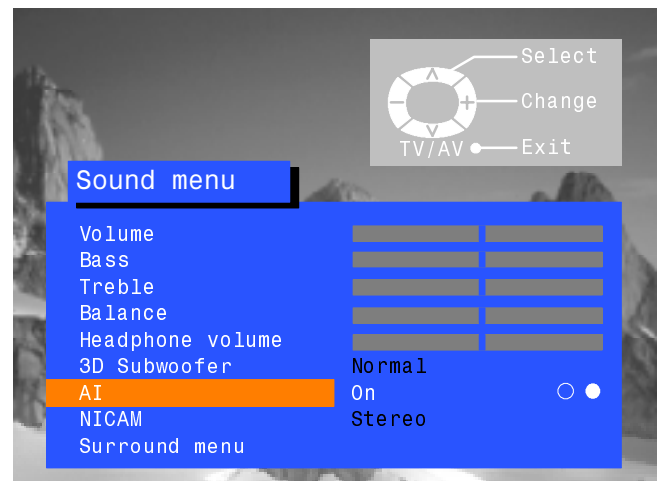 Select
Change
TV/AV Exit
Sound menu
Volume
Bass
Treble
Balance
Headphone volume
3D Subwoofer Normal
AI On
NICAM Stereo
Surround menu